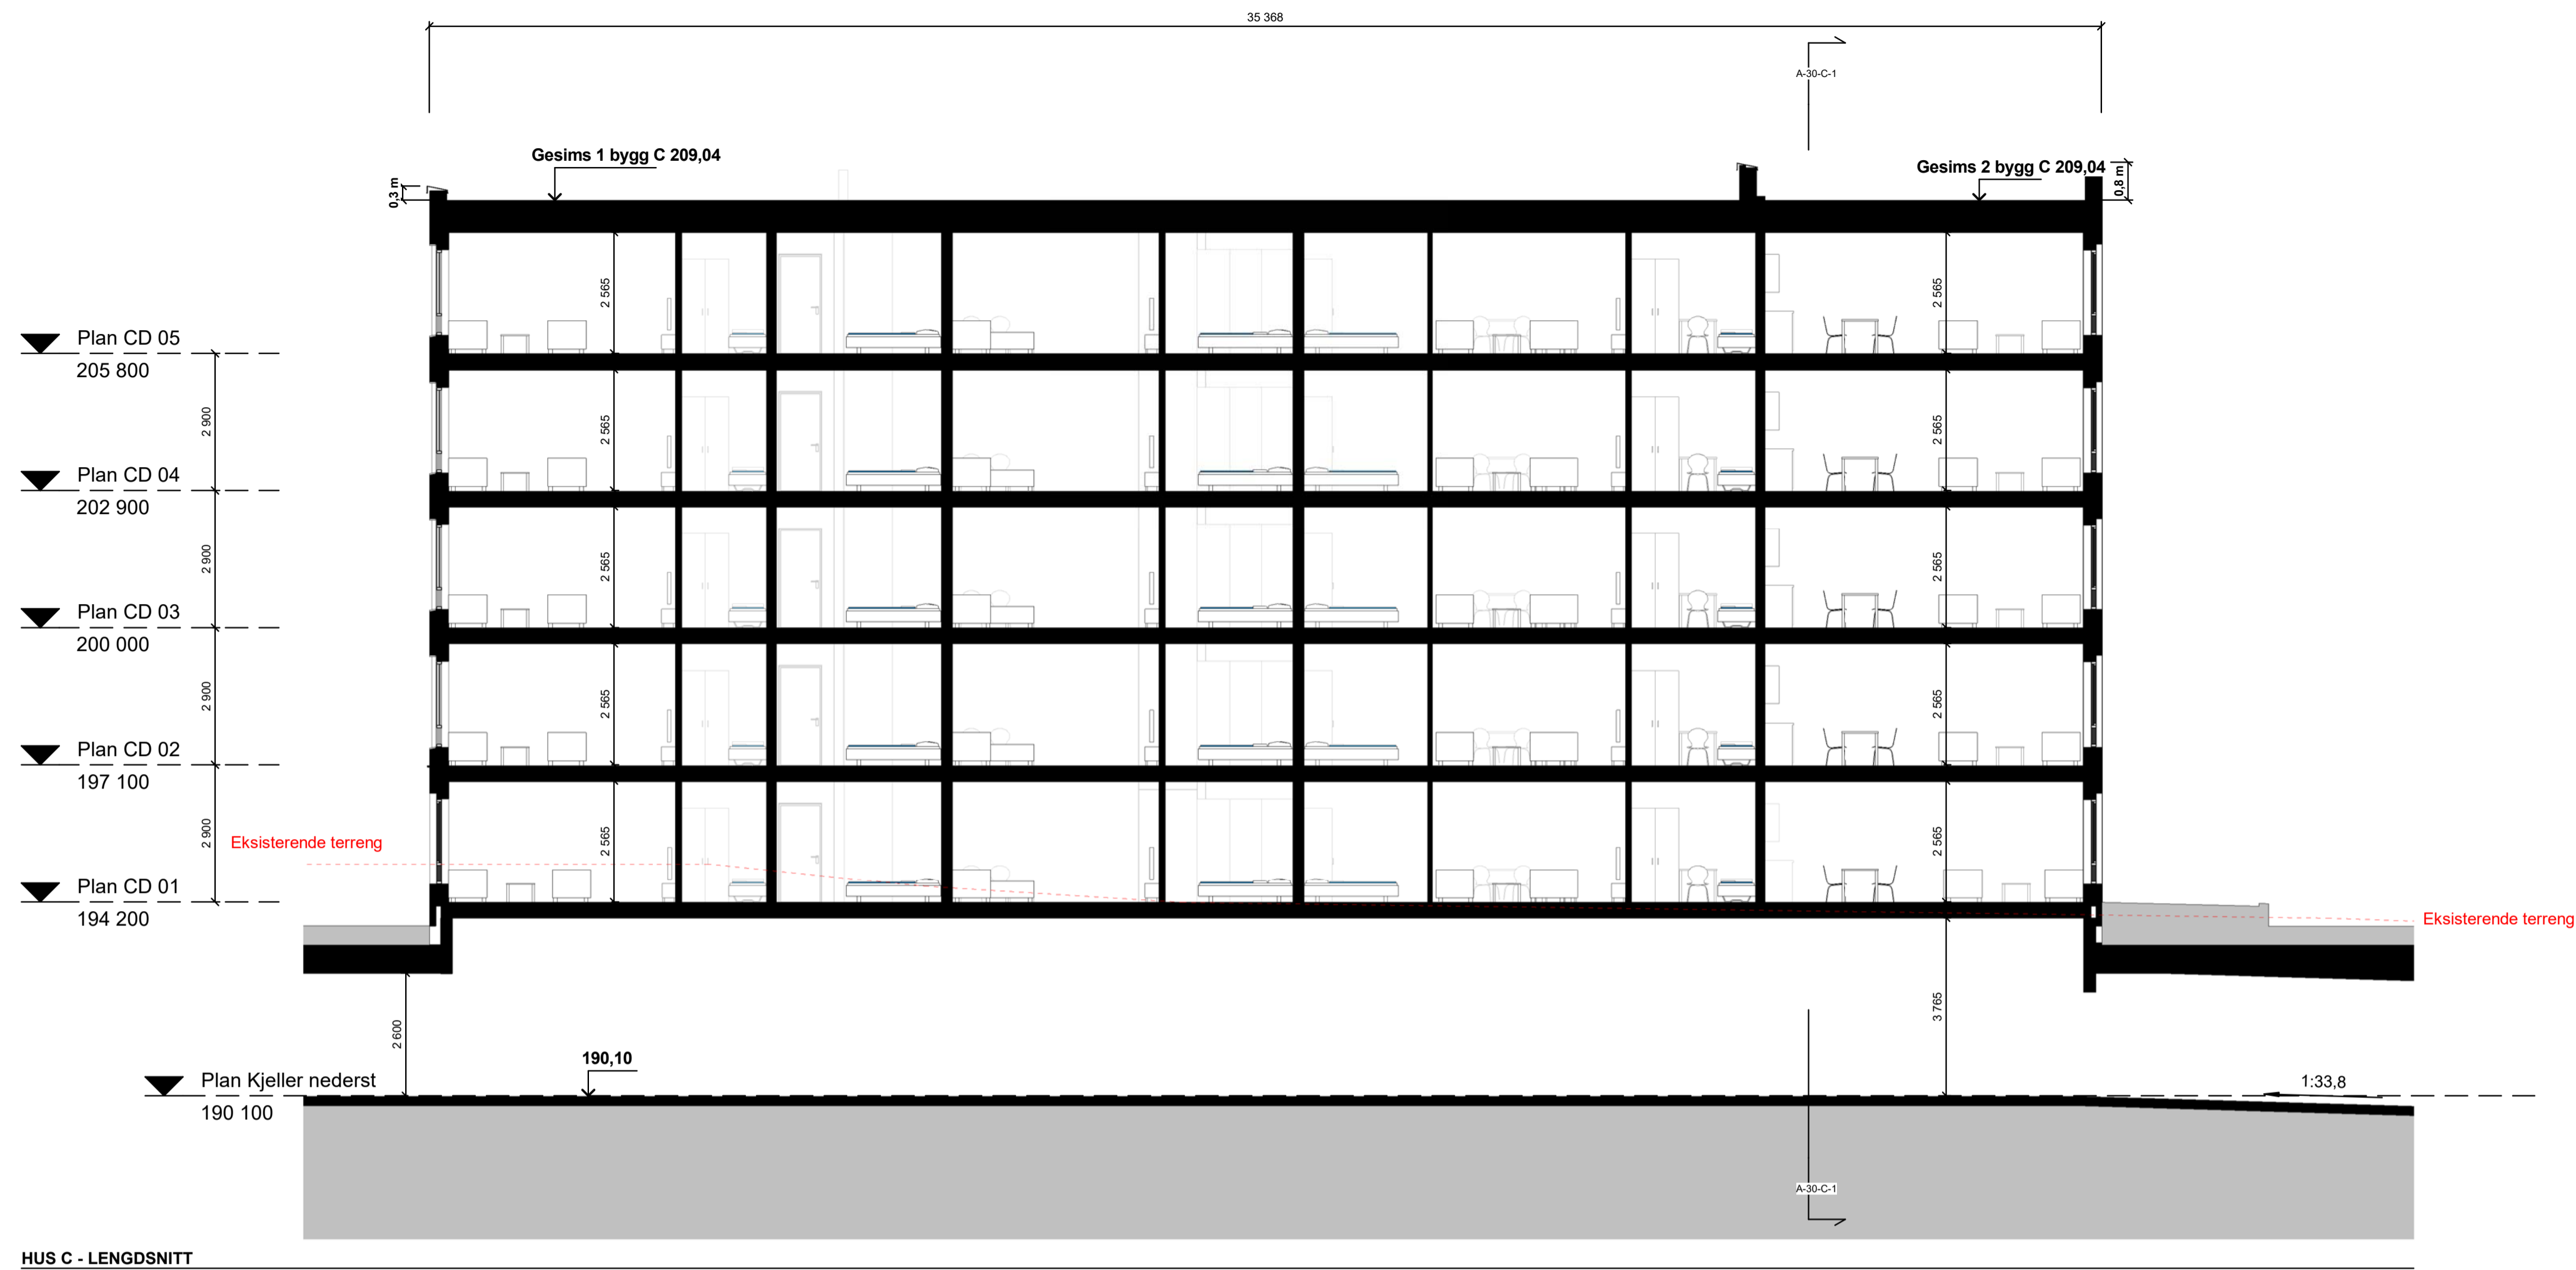 35 368
A-30-C-1
Gesims 1 bygg C 209,04
Gesims 2 bygg C 209,04
0,3 m
0,8 m
2 565
2 565
Plan CD 05
205 800
2 900
2 565
2 565
Plan CD 04
202 900
2 900
2 565
2 565
Plan CD 03
200 000
2 900
2 565
2 565
Plan CD 02
197 100
2 900
2 565
2 565
Eksisterende terreng
Plan CD 01
194 200
Eksisterende terreng
2 600
3 765
190,10
Plan Kjeller nederst
190 100
1:33,8
A-30-C-1
HUS C - LENGDSNITT